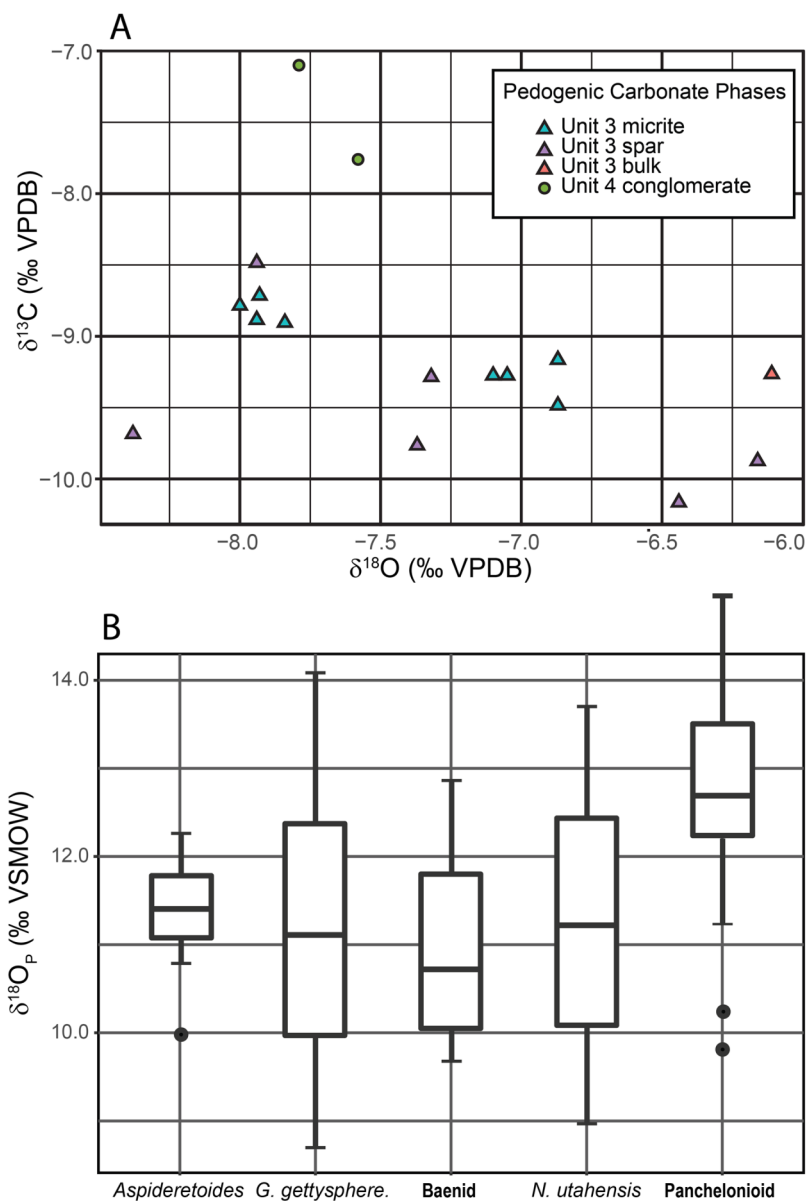 A
−7.0
−8.0
−9.0
−10.0
δ¹³C (‰ VPDB)
Pedogenic Carbonate Phases
Unit 3 micrite
Unit 3 spar
Unit 3 bulk
Unit 4 conglomerate
−8.0 −7.5 −7.0 −6.5 −6.0
δ¹⁸O (‰ VPDB)
B
14.0
12.0
10.0
δ¹⁸Oₚ (‰ VSMOW)
Aspideretoides G. gettysphere. Baenid N. utahensis Panchelonioid